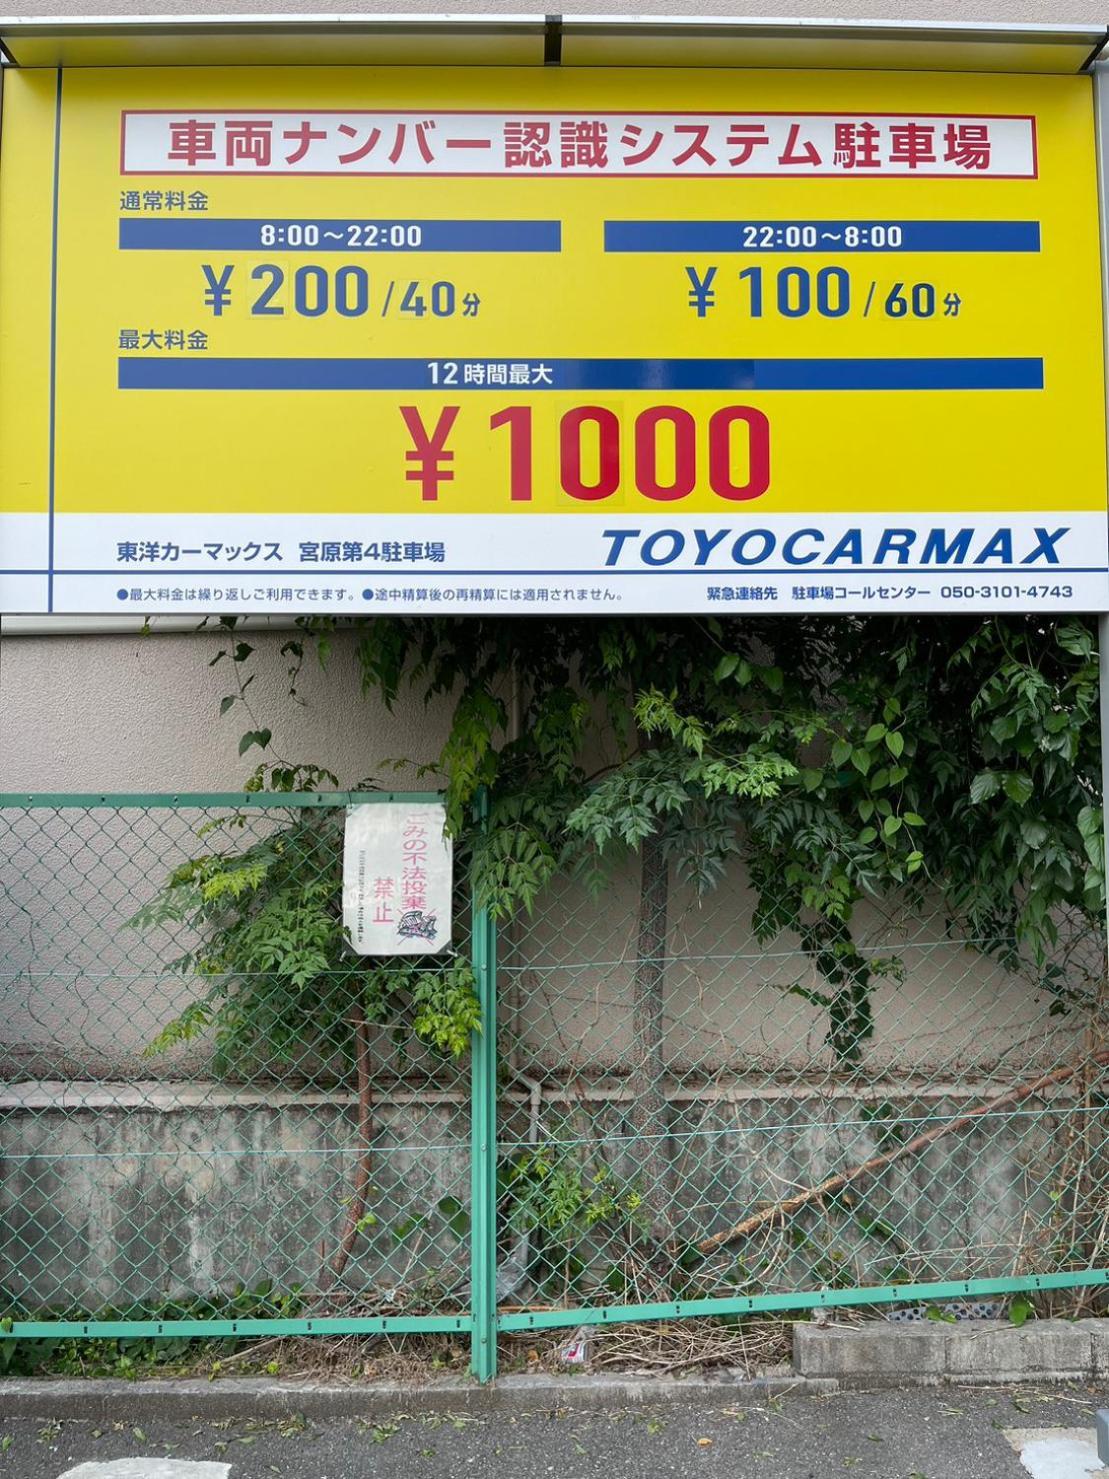 車両ナンバー認識システム駐車場
通常料金
8:00～22:00
￥200/40分
22:00～8:00
￥100/60分
最大料金
12時間最大
￥1000
東洋カーマックス 宮原第4駐車場
TOYOCARMAX
●最大料金は繰り返しご利用できます。●途中精算後の再精算には適用されません。
緊急連絡先 駐車場コールセンター 050-3101-4743
ごみの不法投棄
禁止